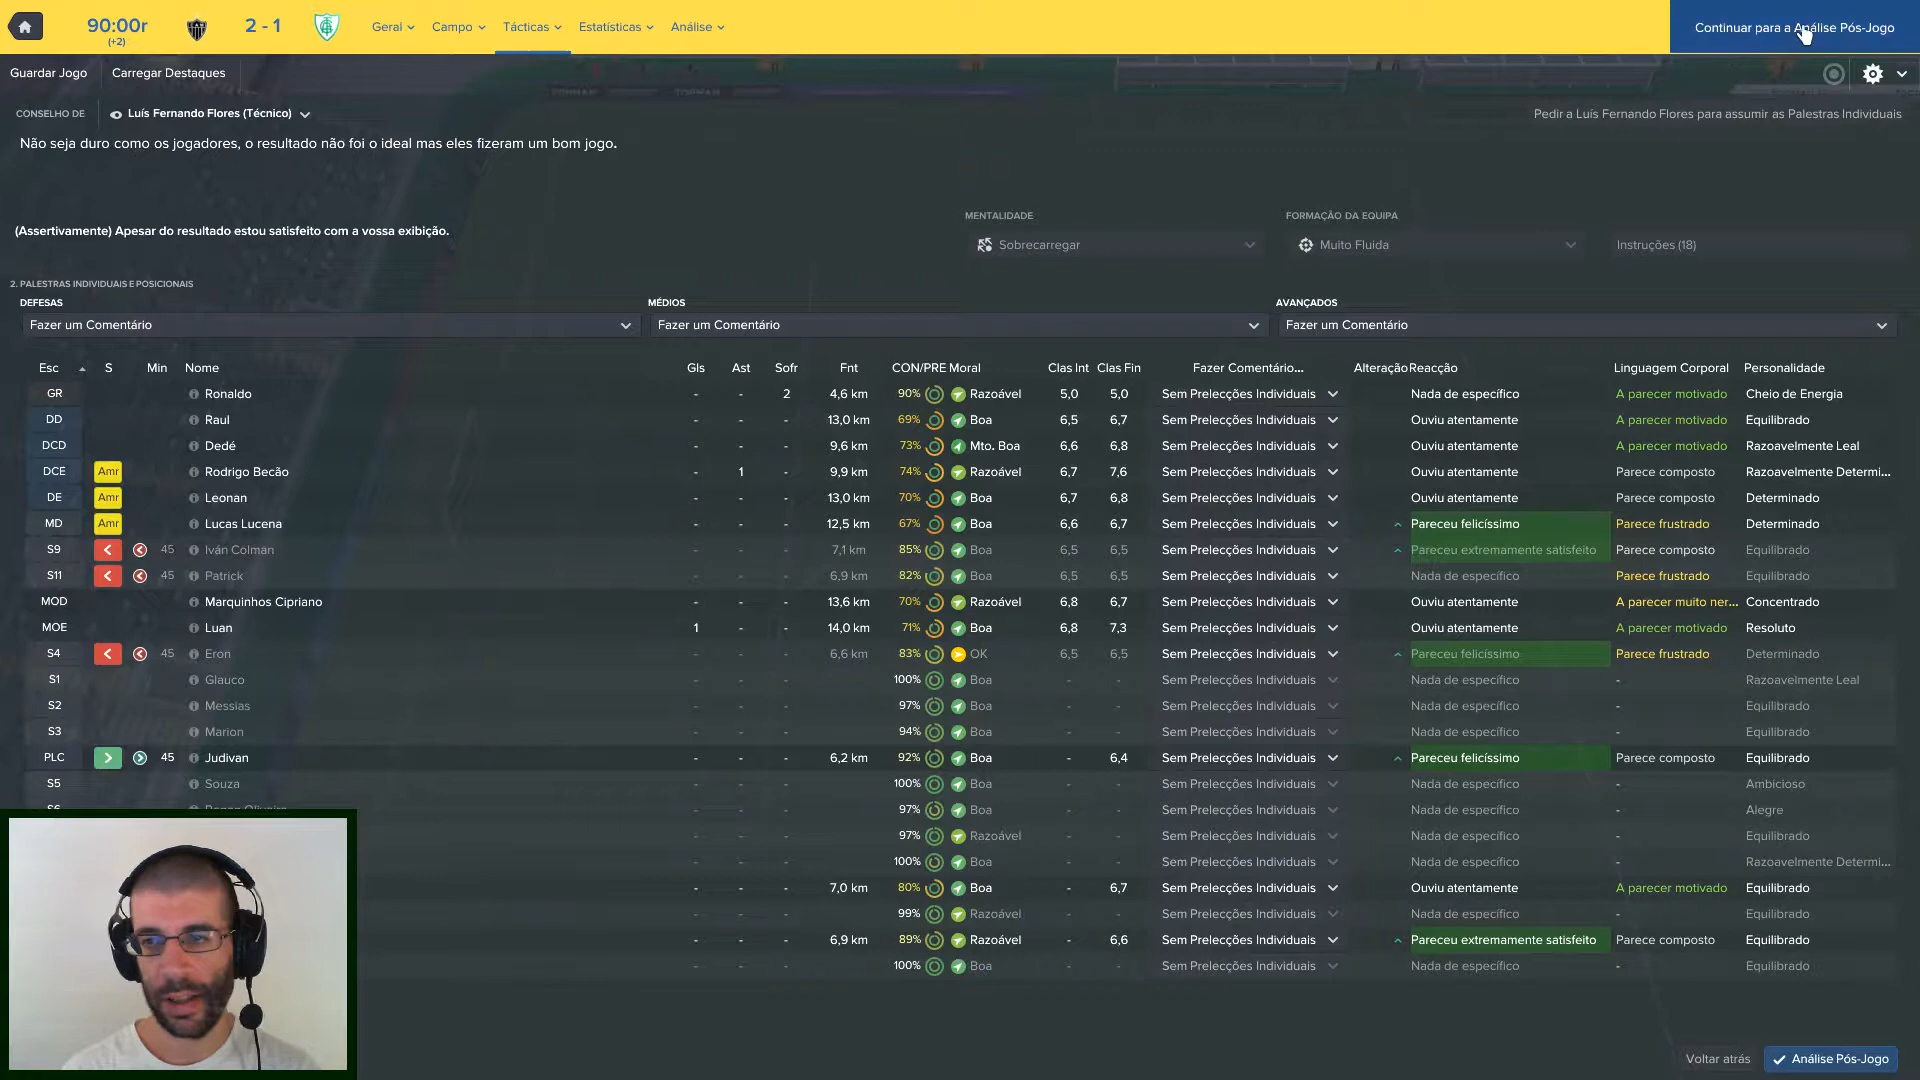 90:00r
(+2)
2 - 1
Geral Campo Tácticas Estatísticas Análise
Continuar para a Análise Pós-Jogo
Guardar Jogo Carregar Destaques
CONSELHO DE Luís Fernando Flores (Técnico)
Pedir a Luís Fernando Flores para assumir as Palestras Individuais
Não seja duro como os jogadores, o resultado não foi o ideal mas eles fizeram um bom jogo.
MENTALIDADE FORMAÇÃO DA EQUIPA
(Assertivamente) Apesar do resultado estou satisfeito com a vossa exibição.
Sobrecarregar Muito Fluida Instruções (18)
2. PALESTRAS INDIVIDUAIS E POSICIONAIS
DEFESAS MÉDIOS AVANÇADOS
Fazer um Comentário Fazer um Comentário Fazer um Comentário
Esc S Min Nome Gls Ast Sofr Fnt CON/PRE Moral Clas Int Clas Fin Fazer Comentário... Alteração Reacção Linguagem Corporal Personalidade
GR Ronaldo - - 2 4,6 km 90% Razoável 5,0 5,0 Sem Prelecções Individuais Nada de específico A parecer motivado Cheio de Energia
DD Raul - - - 13,0 km 69% Boa 6,5 6,7 Sem Prelecções Individuais Ouviu atentamente A parecer motivado Equilibrado
DCD Dedé - - - 9,6 km 73% Mto. Boa 6,6 6,8 Sem Prelecções Individuais Ouviu atentamente A parecer motivado Razoavelmente Leal
DCE Amr Rodrigo Becão - 1 - 9,9 km 74% Razoável 6,7 7,6 Sem Prelecções Individuais Ouviu atentamente Parece composto Razoavelmente Determi...
DE Amr Leonan - - - 13,0 km 70% Boa 6,7 6,8 Sem Prelecções Individuais Ouviu atentamente Parece composto Determinado
MD Amr Lucas Lucena - - - 12,5 km 67% Boa 6,6 6,7 Sem Prelecções Individuais Pareceu felicíssimo Parece frustrado Determinado
S9 45 Iván Colman - - - 7,1 km 85% Boa 6,5 6,5 Sem Prelecções Individuais Pareceu extremamente satisfeito Parece composto Equilibrado
S11 45 Patrick - - - 6,9 km 82% Boa 6,5 6,5 Sem Prelecções Individuais Nada de específico Parece frustrado Equilibrado
MOD Marquinhos Cipriano - - - 13,6 km 70% Razoável 6,8 6,7 Sem Prelecções Individuais Ouviu atentamente A parecer muito ner... Concentrado
MOE Luan 1 - - 14,0 km 71% Boa 6,8 7,3 Sem Prelecções Individuais Ouviu atentamente A parecer motivado Resoluto
S4 45 Eron - - - 6,6 km 83% OK 6,5 6,5 Sem Prelecções Individuais Pareceu felicíssimo Parece frustrado Determinado
S1 Glauco - - - 100% Boa - - Sem Prelecções Individuais Nada de específico - Razoavelmente Leal
S2 Messias - - - 97% Boa - - Sem Prelecções Individuais Nada de específico - Equilibrado
S3 Marion - - - 94% Boa - - Sem Prelecções Individuais Nada de específico - Equilibrado
PLC 45 Judivan - - - 6,2 km 92% Boa - 6,4 Sem Prelecções Individuais Pareceu felicíssimo Parece composto Equilibrado
S5 Souza - - - 100% Boa - - Sem Prelecções Individuais Nada de específico - Ambicioso
S6 - - - 97% Boa - - Sem Prelecções Individuais Nada de específico - Alegre
- - - 97% Razoável - - Sem Prelecções Individuais Nada de específico - Equilibrado
- - - 100% Boa - - Sem Prelecções Individuais Nada de específico - Razoavelmente Determi...
- - - 7,0 km 80% Boa - 6,7 Sem Prelecções Individuais Ouviu atentamente A parecer motivado Equilibrado
- - - 99% Razoável - - Sem Prelecções Individuais Nada de específico - Equilibrado
- - - 6,9 km 89% Razoável - 6,6 Sem Prelecções Individuais Pareceu extremamente satisfeito Parece composto Equilibrado
- - - 100% Boa - - Sem Prelecções Individuais Nada de específico - Equilibrado
Voltar atrás Análise Pós-Jogo